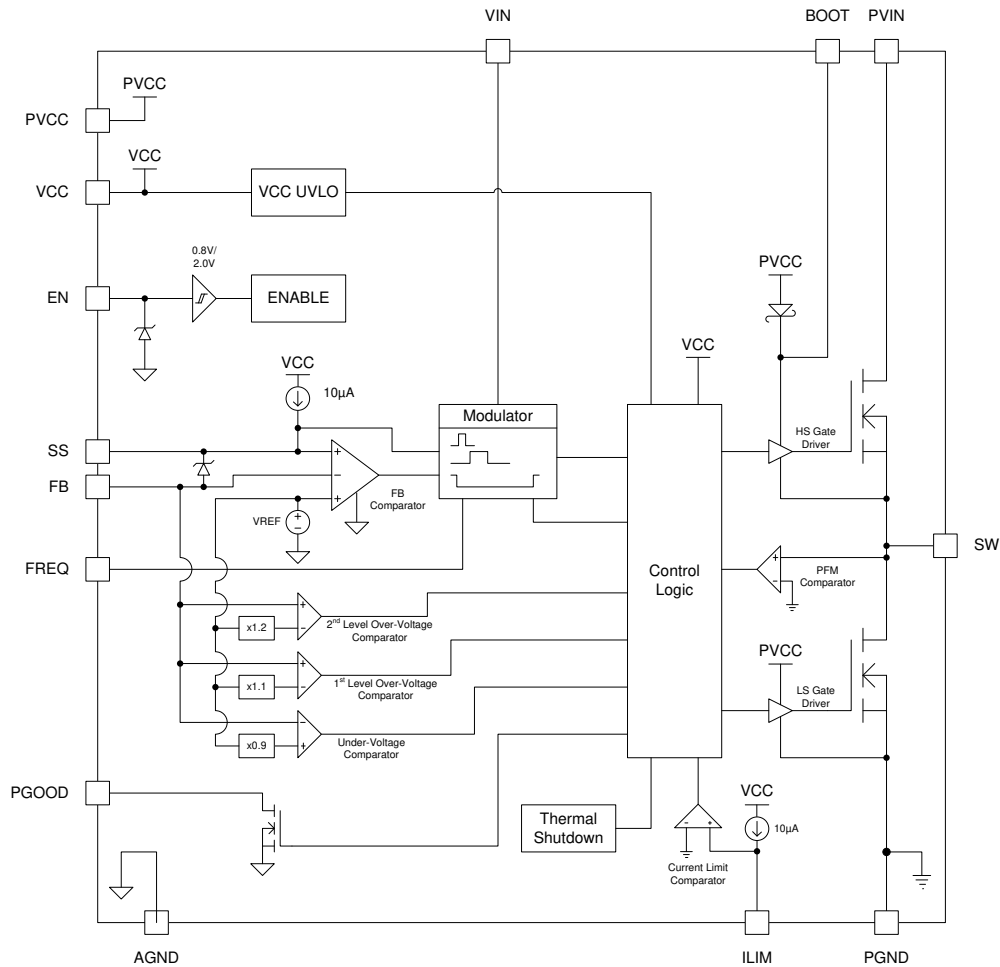 VIN
BOOT
PVIN
PVCC
PVCC
VCC
VCC
VCC UVLO
0.8V/
2.0V
EN
ENABLE
PVCC
VCC
10µA
VCC
Modulator
SS
FB
+
−
+
FB
Comparator
VREF
+
−
HS Gate
Driver
FREQ
SW
Control
Logic
+
−
PFM
Comparator
x1.2
+
−
2nd Level Over-Voltage
Comparator
x1.1
+
−
1st Level Over-Voltage
Comparator
PVCC
LS Gate
Driver
x0.9
−
+
Under-Voltage
Comparator
PGOOD
Thermal
Shutdown
VCC
10µA
−
+
Current Limit
Comparator
AGND
ILIM
PGND